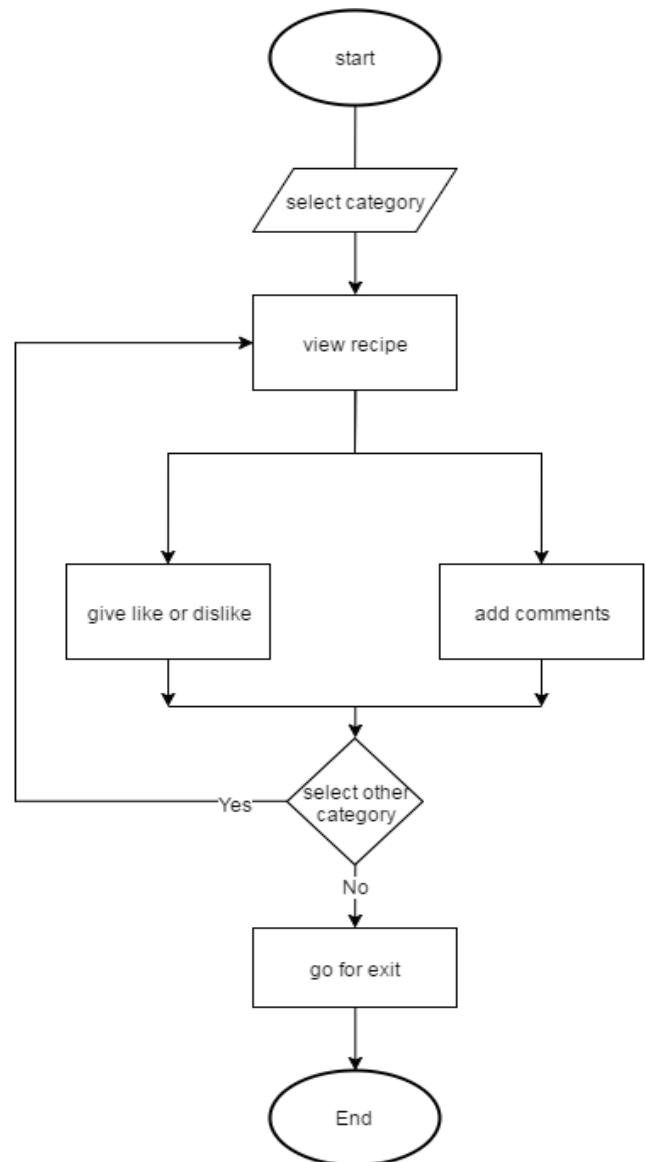 start
select category
view recipe
give like or dislike
add comments
select other
category
Yes
No
go for exit
End